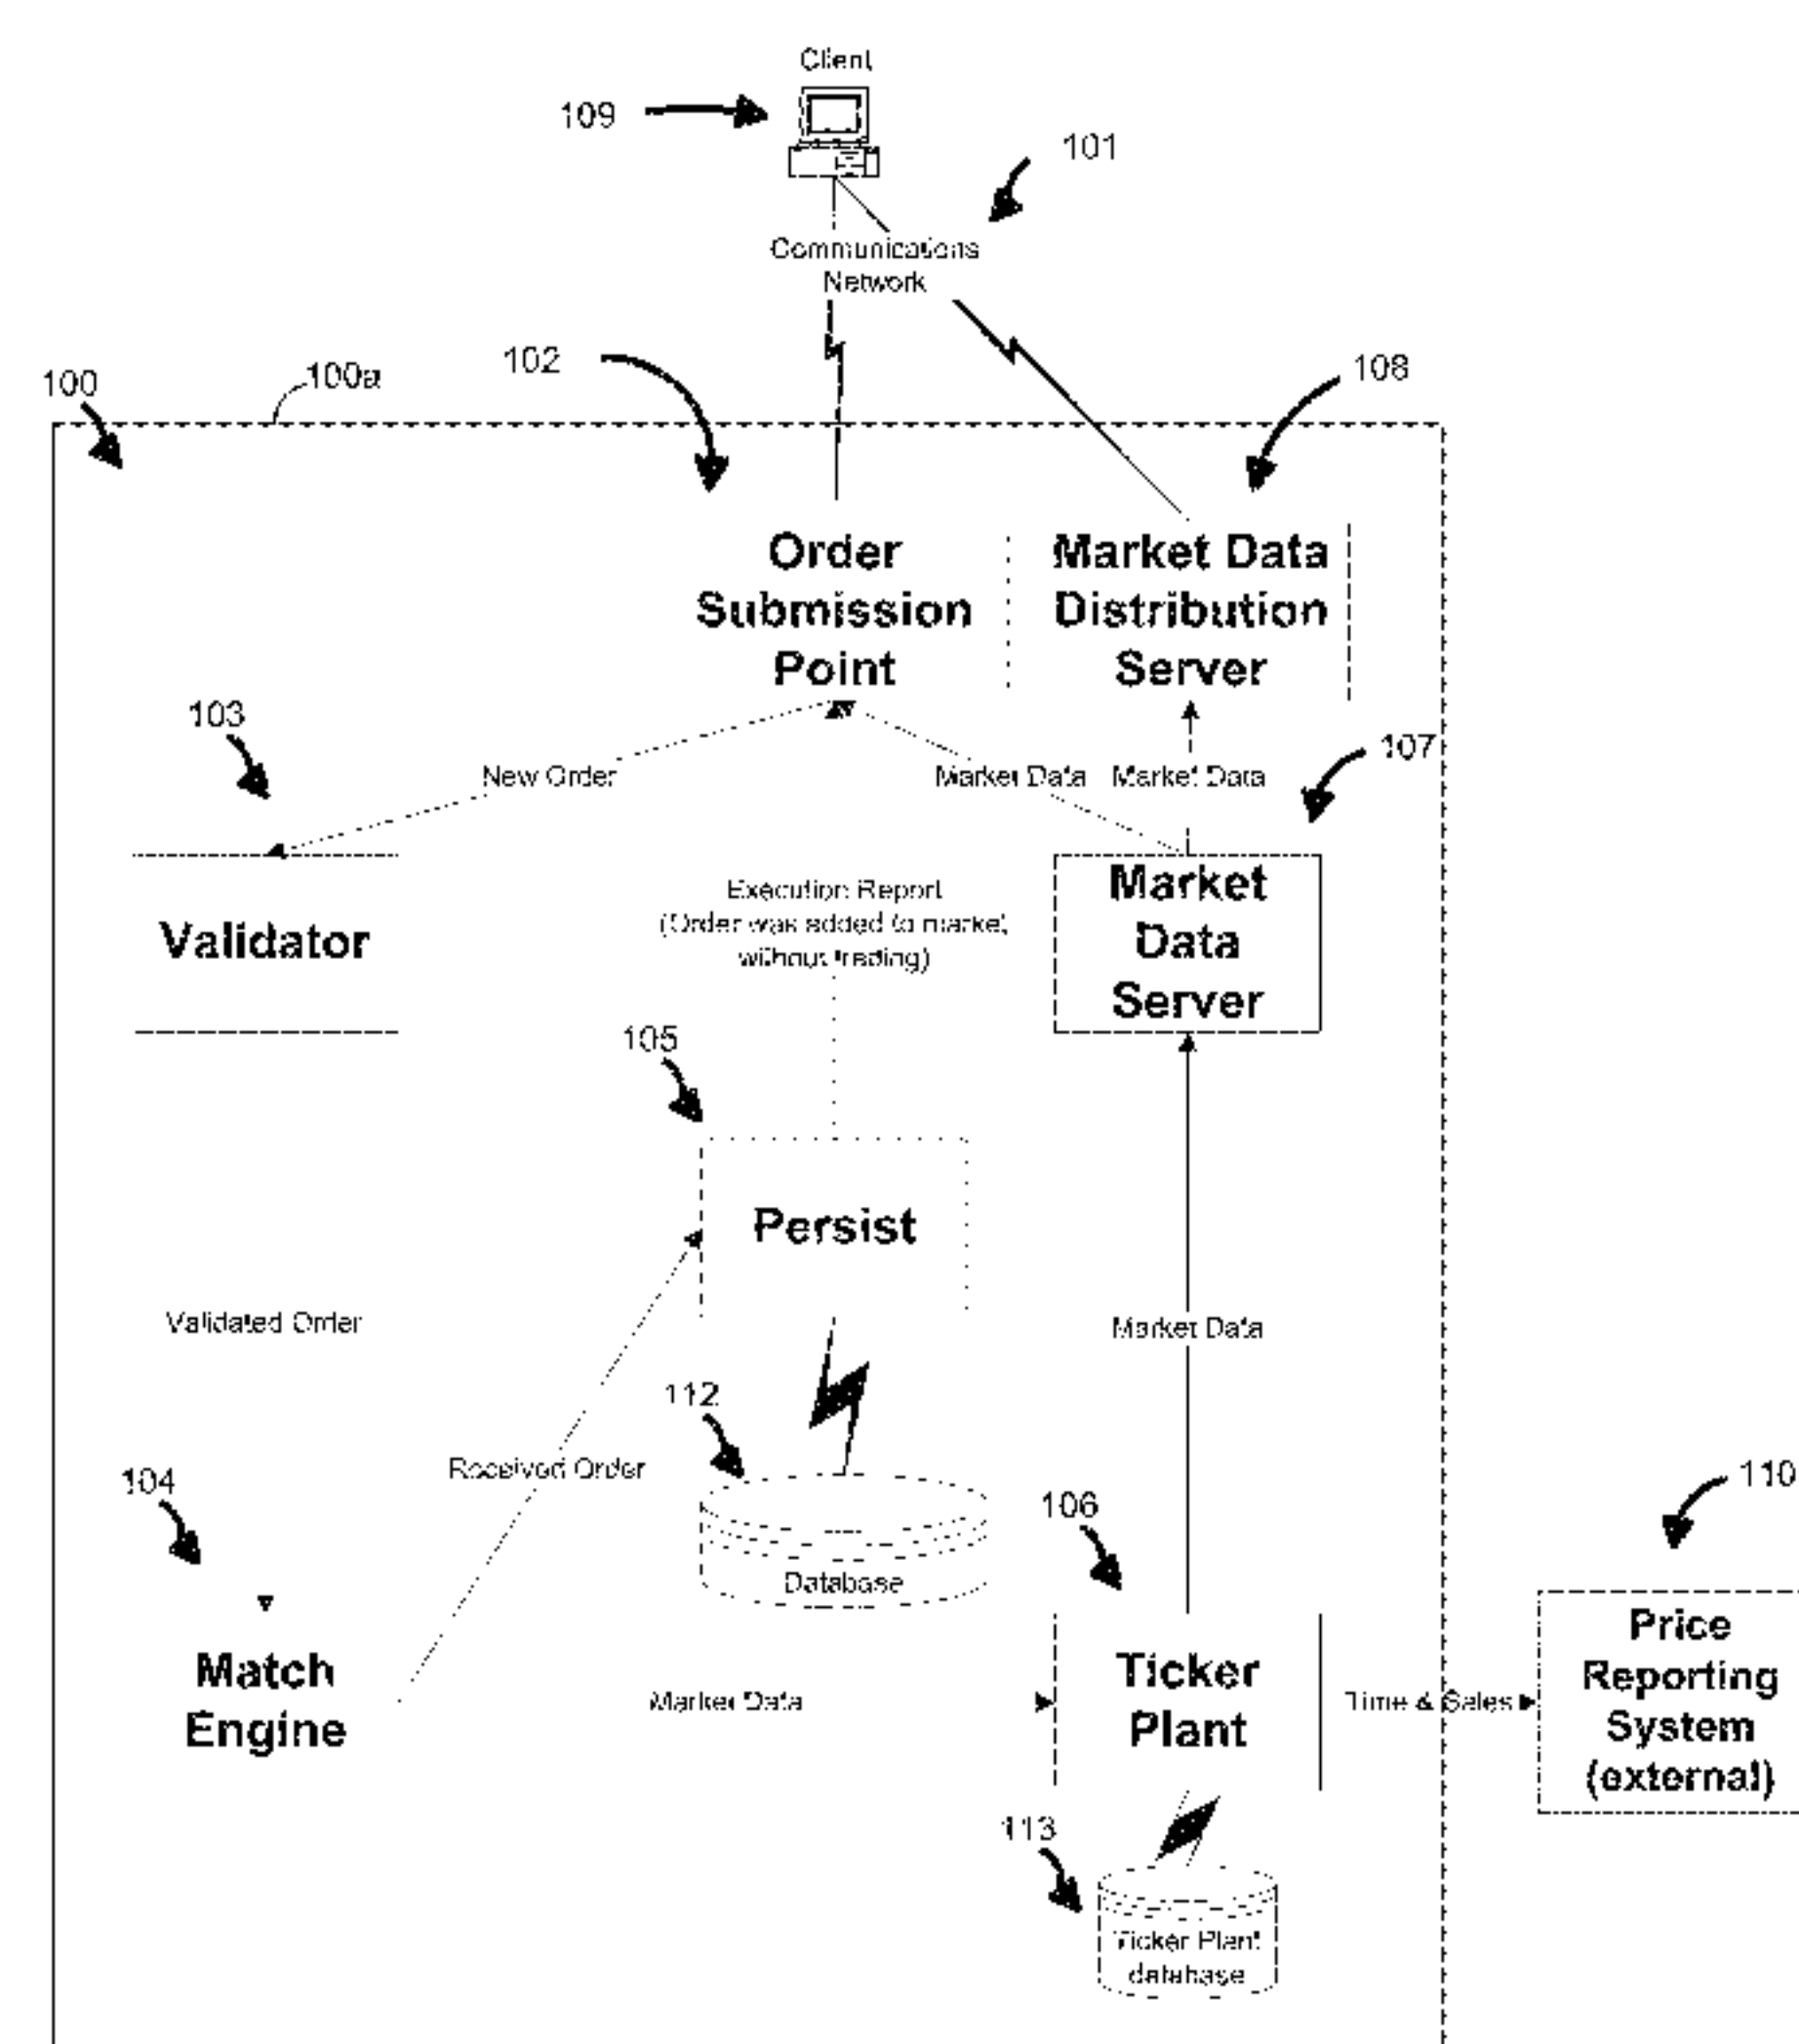 Client
109
101
Communications
Network
102
108
100
100a
Order
Submission
Point
Market Data
Distribution
Server
103
107
New Order
Market Data
Market Data
Validator
Execution Report
(Order was added to market,
without trading)
Market
Data
Server
105
Persist
Validated Order
Market Data
112
Received Order
104
106
110
Database
Match
Engine
Market Data
Ticker
Plant
Time & Sales
Price
Reporting
System
(external)
113
Ticker Plant
database